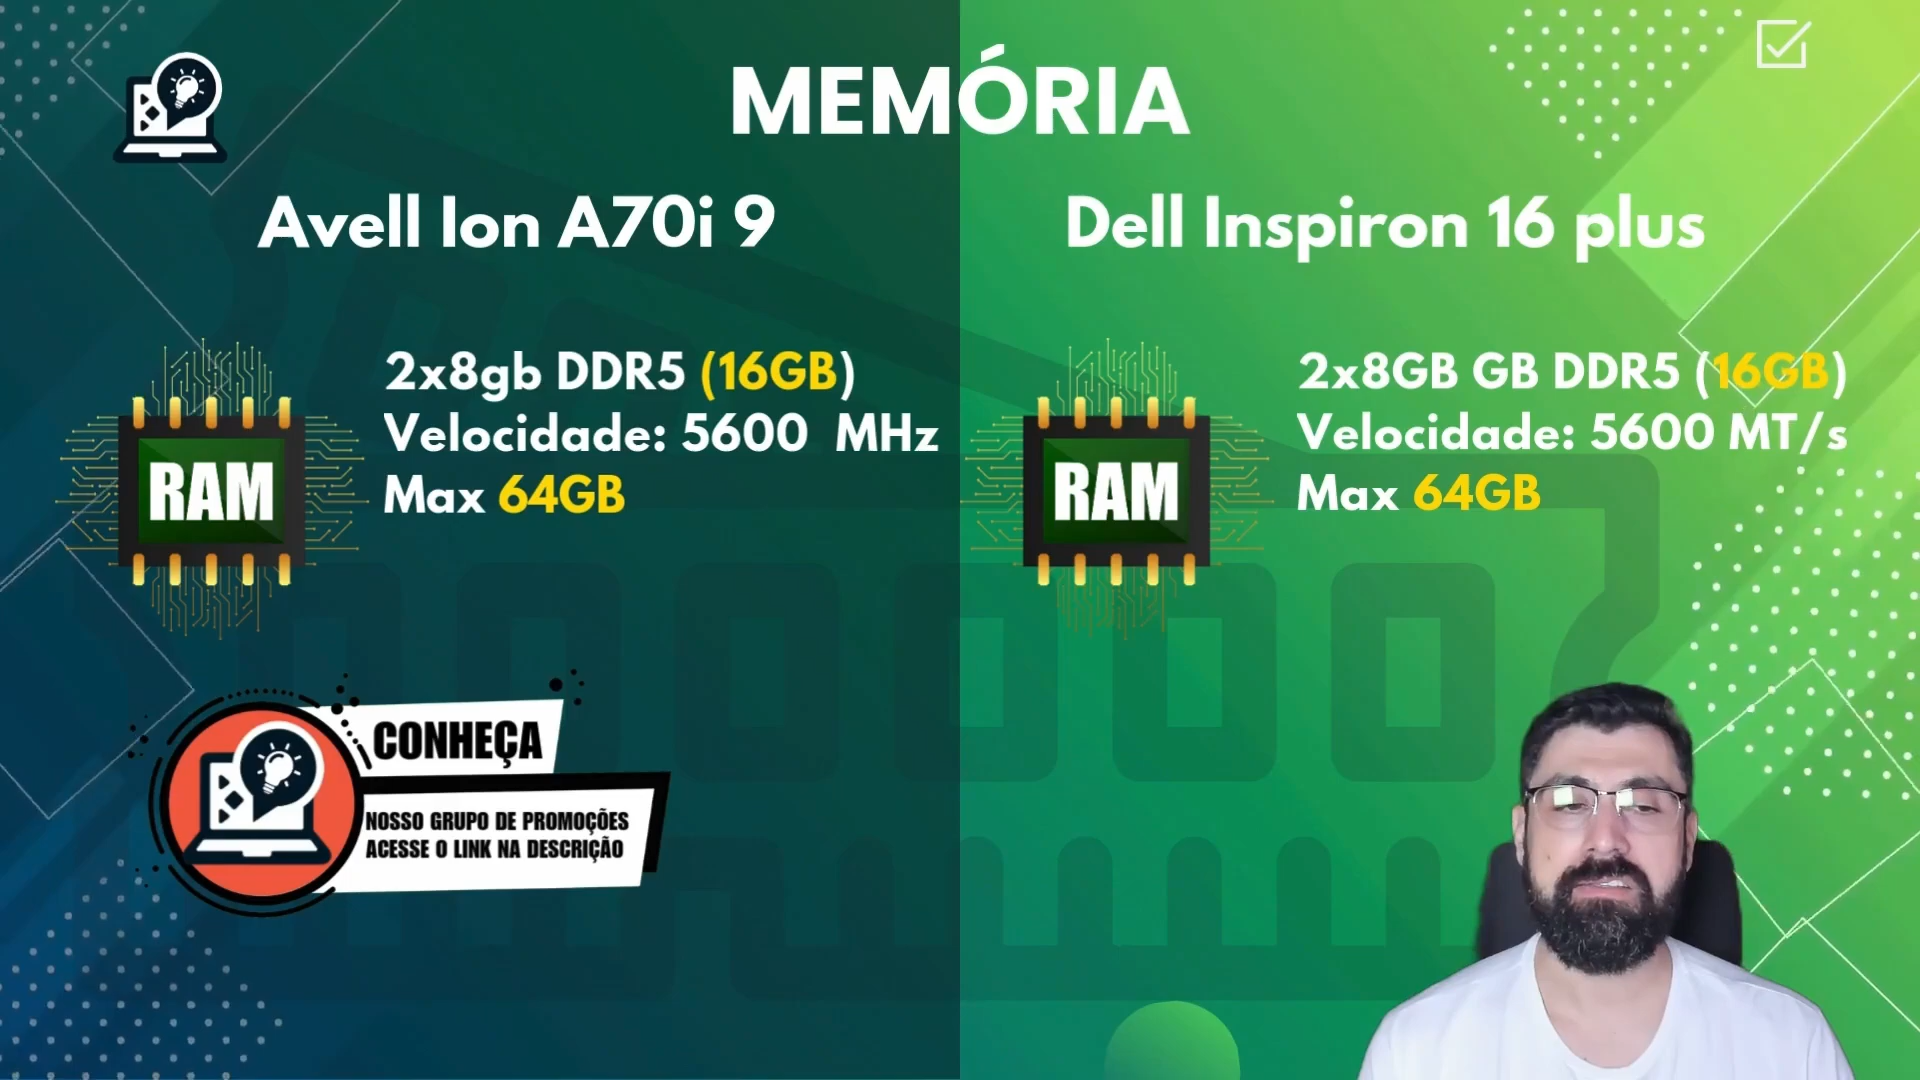 MEMÓRIA
Avell Ion A70i 9
RAM
2x8gb DDR5 (16GB)
Velocidade: 5600 MHz
Max 64GB
Dell Inspiron 16 plus
RAM
2x8GB GB DDR5 (16GB)
Velocidade: 5600 MT/s
Max 64GB
CONHEÇA
NOSSO GRUPO DE PROMOÇÕES
ACESSE O LINK NA DESCRIÇÃO